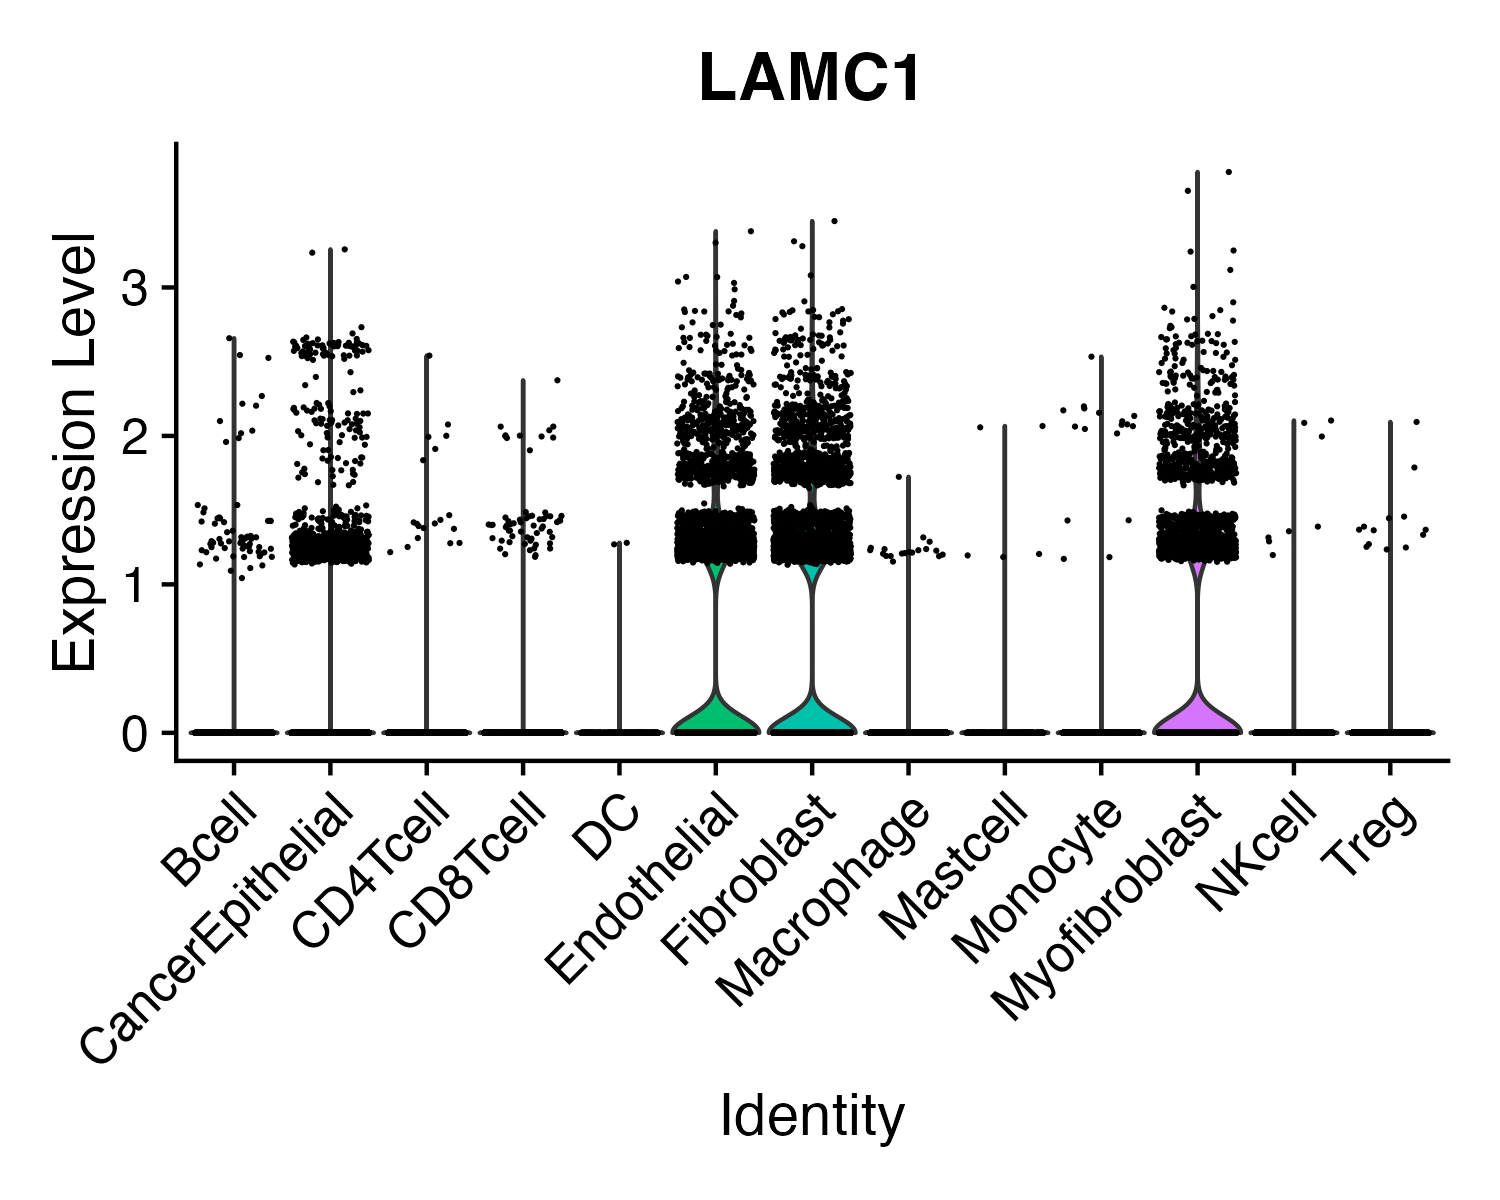 LAMC1
Expression Level
3
2
1
0
Bcell
CancerEpithelial
CD4Tcell
CD8Tcell
DC
Endothelial
Fibroblast
Macrophage
Mastcell
Monocyte
Myofibroblast
NKcell
Treg
Identity